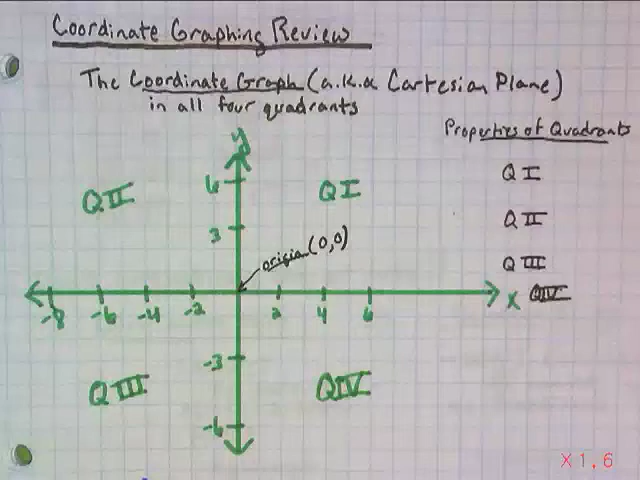 Coordinate Graphing Review
The Coordinate Graph (a.k.a Cartesian Plane)
in all four quadrants
Properties of Quadrants
y
QII
6
QI
QI
3
QII
origin (0,0)
QIII
-8 -6 -4 -2 2 4 6 x QIV
-3
QIII
QIV
-6
X1.6